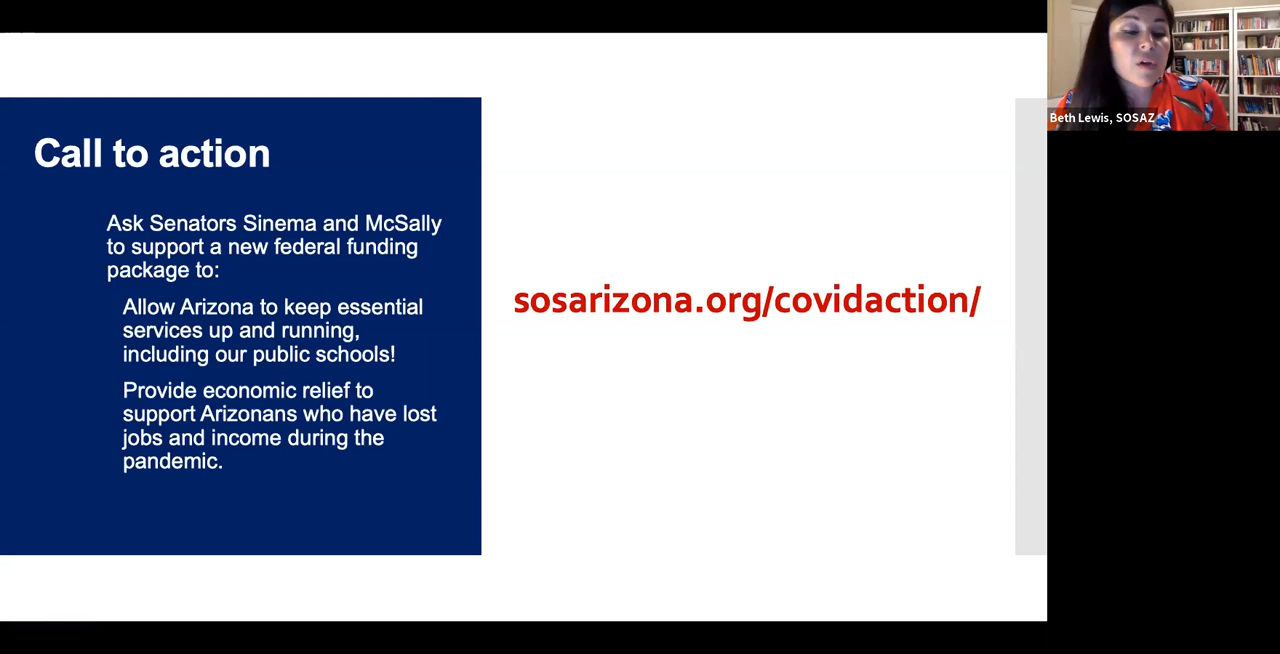 Call to action
Ask Senators Sinema and McSally
to support a new federal funding
package to:
Allow Arizona to keep essential
services up and running,
including our public schools!
Provide economic relief to
support Arizonans who have lost
jobs and income during the
pandemic.
sosarizona.org/covidaction/
Beth Lewis, SOSAZ